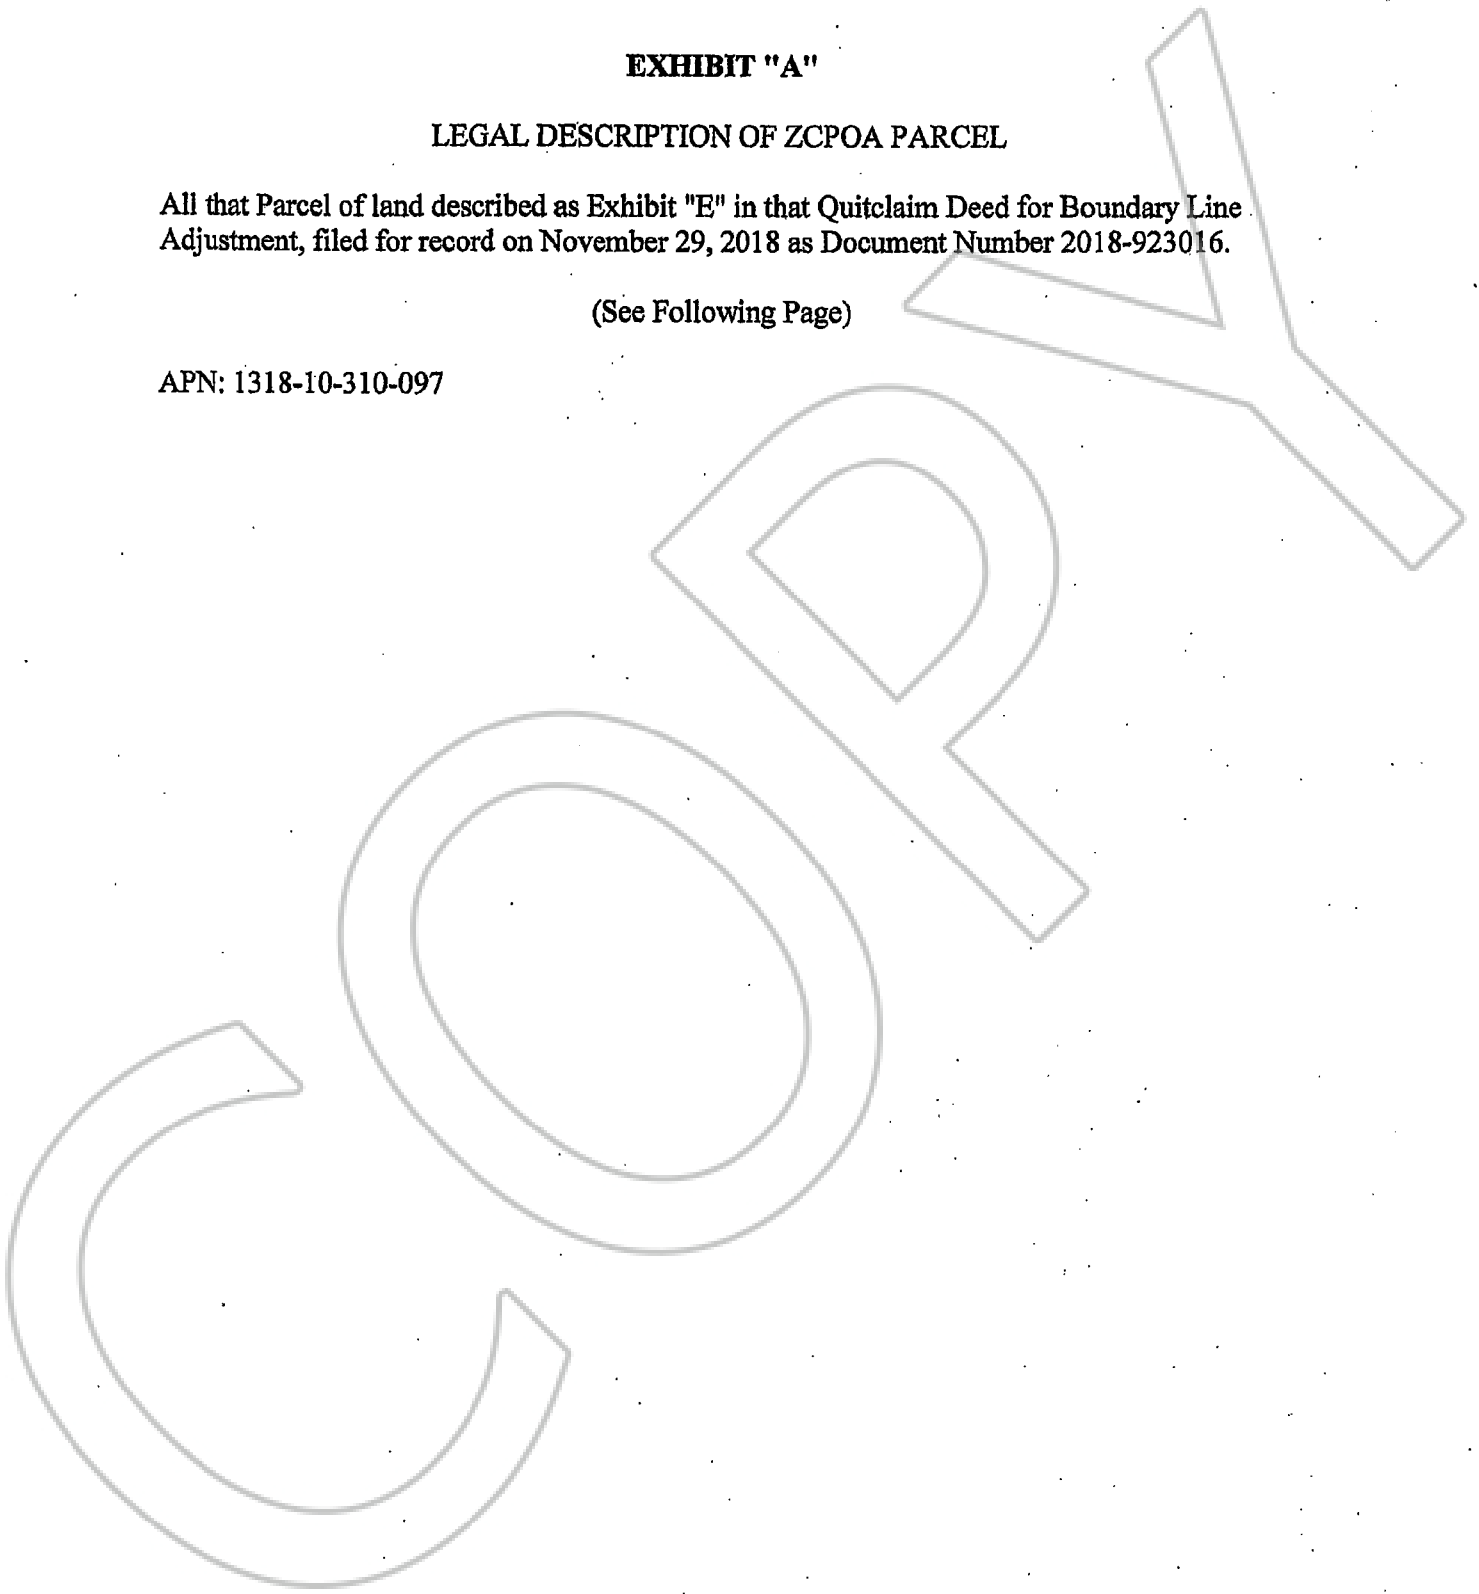 EXHIBIT "A"
LEGAL DESCRIPTION OF ZCPOA PARCEL
All that Parcel of land described as Exhibit "E" in that Quitclaim Deed for Boundary Line
Adjustment, filed for record on November 29, 2018 as Document Number 2018-923016.
(See Following Page)
APN: 1318-10-310-097
COPY